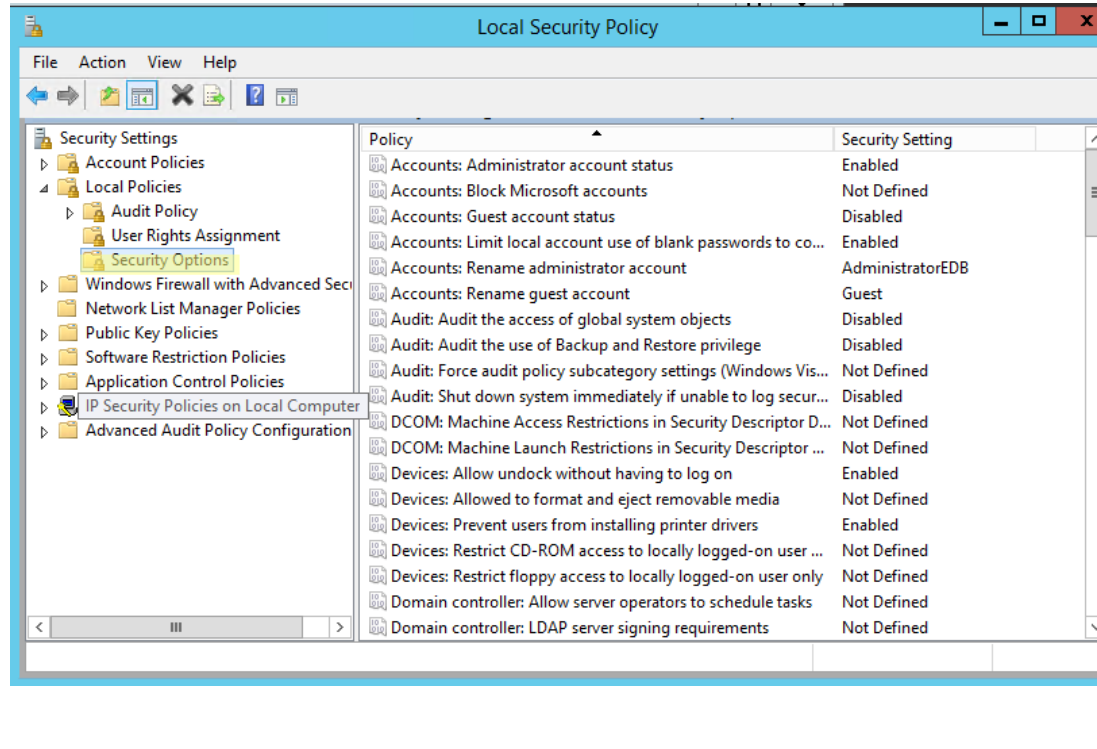 Local Security Policy
File Action View Help
Security Settings
Account Policies
Local Policies
Audit Policy
User Rights Assignment
Security Options
Windows Firewall with Advanced Secu
Network List Manager Policies
Public Key Policies
Software Restriction Policies
Application Control Policies
IP Security Policies on Local Computer
Advanced Audit Policy Configuration
Policy Security Setting
Accounts: Administrator account status Enabled
Accounts: Block Microsoft accounts Not Defined
Accounts: Guest account status Disabled
Accounts: Limit local account use of blank passwords to co... Enabled
Accounts: Rename administrator account AdministratorEDB
Accounts: Rename guest account Guest
Audit: Audit the access of global system objects Disabled
Audit: Audit the use of Backup and Restore privilege Disabled
Audit: Force audit policy subcategory settings (Windows Vis... Not Defined
Audit: Shut down system immediately if unable to log secur... Disabled
DCOM: Machine Access Restrictions in Security Descriptor D... Not Defined
DCOM: Machine Launch Restrictions in Security Descriptor ... Not Defined
Devices: Allow undock without having to log on Enabled
Devices: Allowed to format and eject removable media Not Defined
Devices: Prevent users from installing printer drivers Enabled
Devices: Restrict CD-ROM access to locally logged-on user ... Not Defined
Devices: Restrict floppy access to locally logged-on user only Not Defined
Domain controller: Allow server operators to schedule tasks Not Defined
Domain controller: LDAP server signing requirements Not Defined